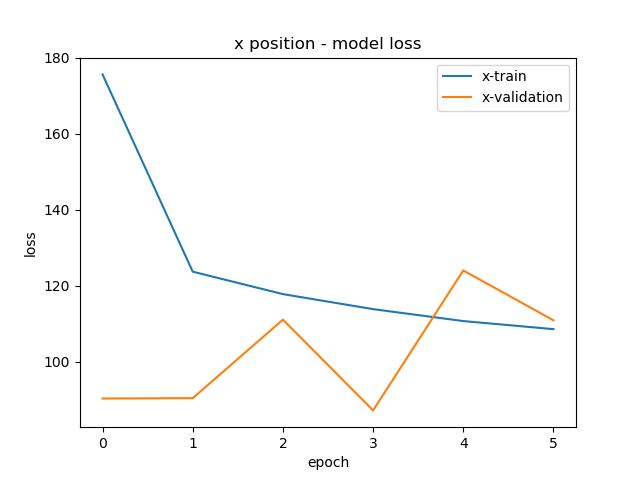 x position - model loss
x-train
x-validation
loss
180
160
140
120
100
0 1 2 3 4 5
epoch